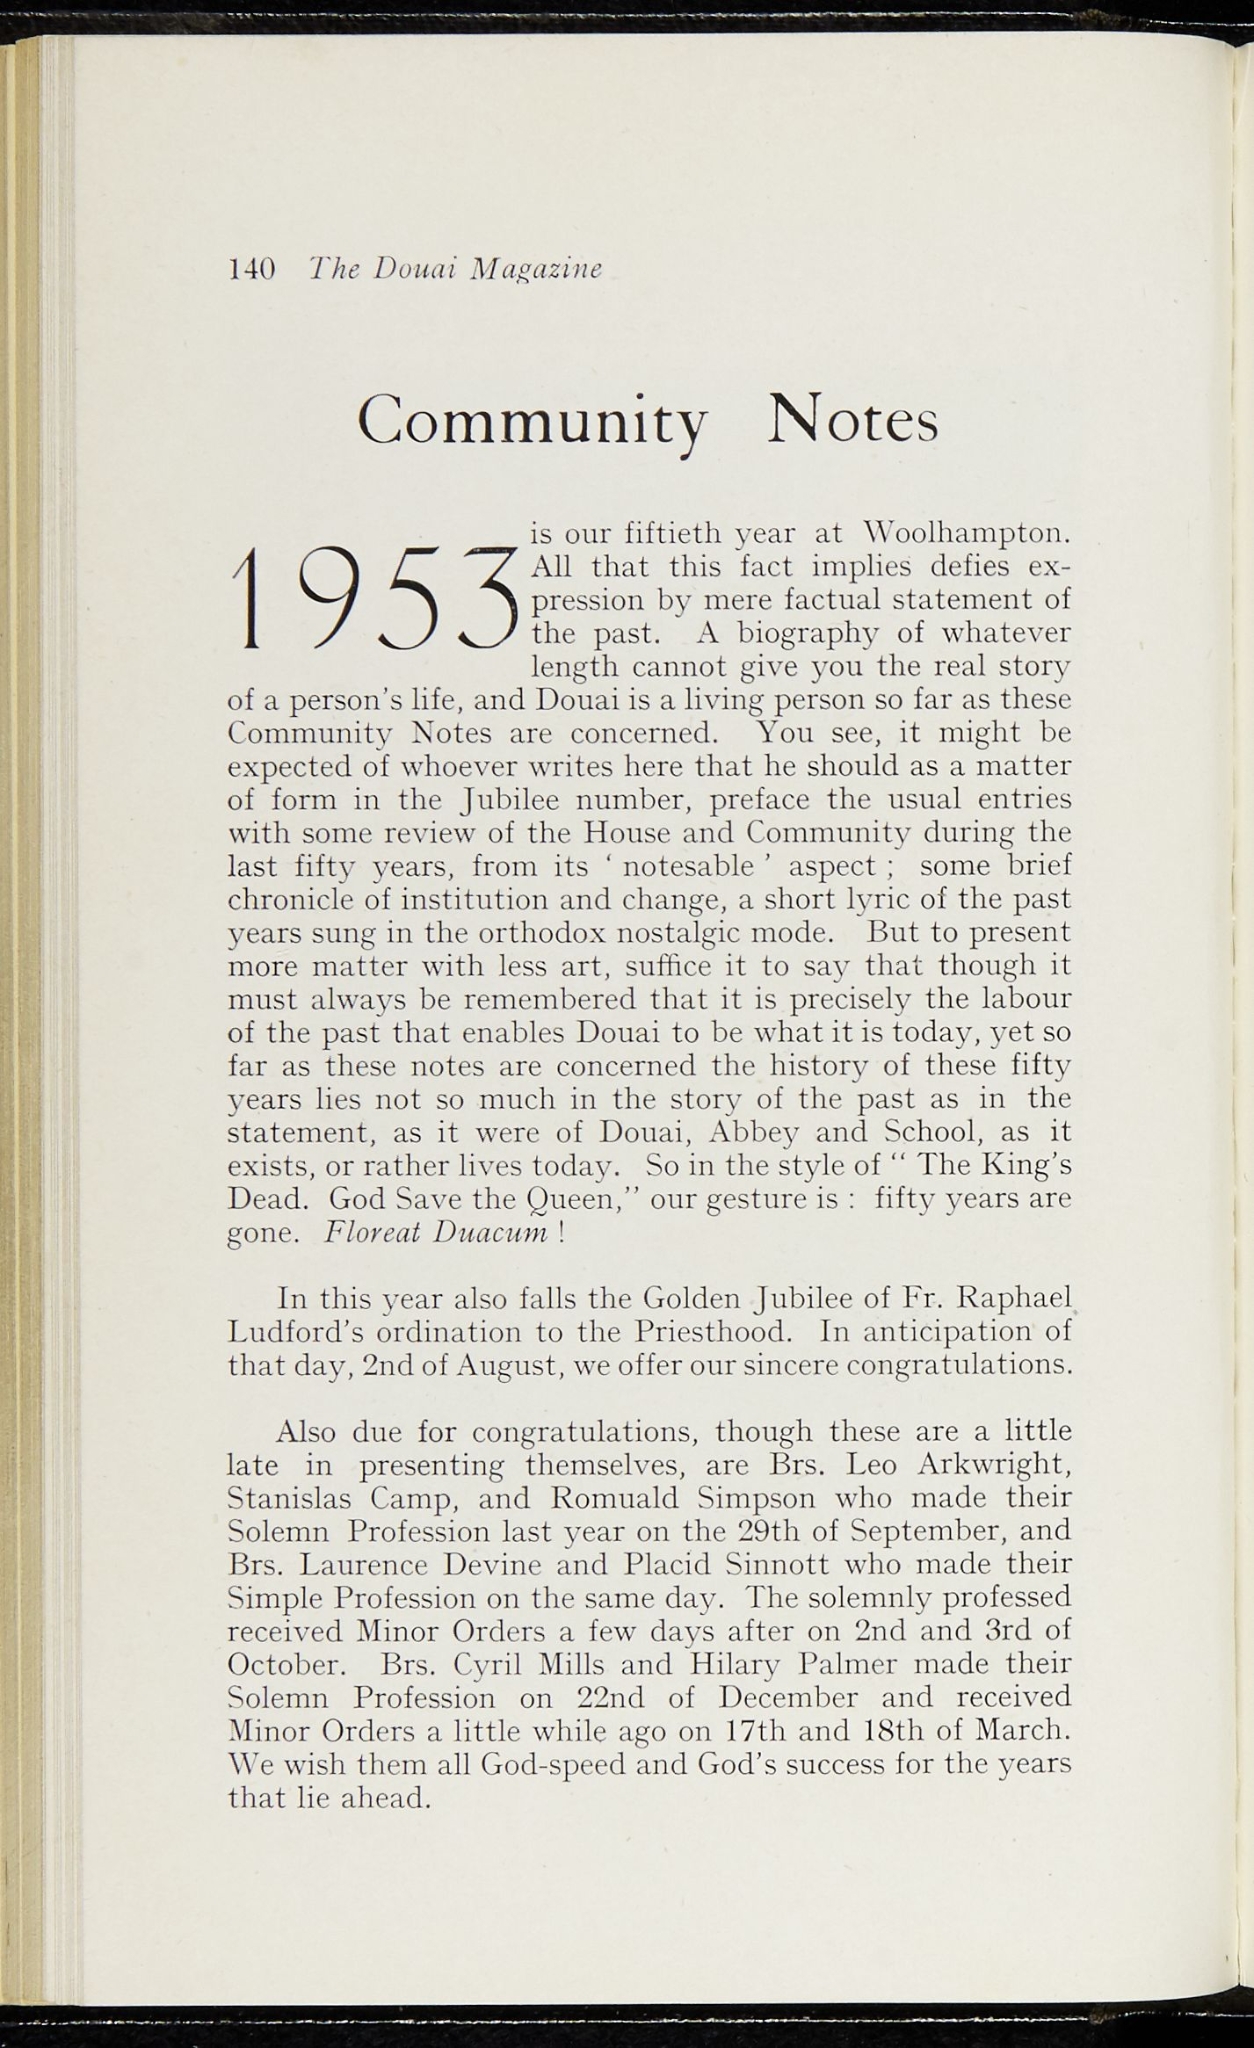 140 The Douai Magazine
Community Notes
1953 is our fiftieth year at Woolhampton.
All that this fact implies defies ex-
pression by mere factual statement of
the past. A biography of whatever
length cannot give you the real story
of a person's life, and Douai is a living person so far as these
Community Notes are concerned. You see, it might be
expected of whoever writes here that he should as a matter
of form in the Jubilee number, preface the usual entries
with some review of the House and Community during the
last fifty years, from its ‘ notesable ’ aspect ; some brief
chronicle of institution and change, a short lyric of the past
years sung in the orthodox nostalgic mode. But to present
more matter with less art, suffice it to say that though it
must always be remembered that it is precisely the labour
of the past that enables Douai to be what it is today, yet so
far as these notes are concerned the history of these fifty
years lies not so much in the story of the past as in the
statement, as it were of Douai, Abbey and School, as it
exists, or rather lives today. So in the style of “ The King's
Dead. God Save the Queen,” our gesture is : fifty years are
gone. Floreat Duacum !
In this year also falls the Golden Jubilee of Fr. Raphael
Ludford's ordination to the Priesthood. In anticipation of
that day, 2nd of August, we offer our sincere congratulations.
Also due for congratulations, though these are a little
late in presenting themselves, are Brs. Leo Arkwright,
Stanislas Camp, and Romuald Simpson who made their
Solemn Profession last year on the 29th of September, and
Brs. Laurence Devine and Placid Sinnott who made their
Simple Profession on the same day. The solemnly professed
received Minor Orders a few days after on 2nd and 3rd of
October. Brs. Cyril Mills and Hilary Palmer made their
Solemn Profession on 22nd of December and received
Minor Orders a little while ago on 17th and 18th of March.
We wish them all God-speed and God's success for the years
that lie ahead.